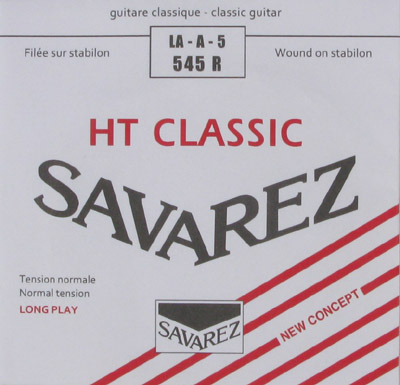 guitare classique - classic guitar
Filée sur stabilon
LA - A - 5
545 R
Wound on stabilon
HT CLASSIC
SAVAREZ
Tension normale
Normal tension
LONG PLAY
SAVAREZ
NEW CONCEPT